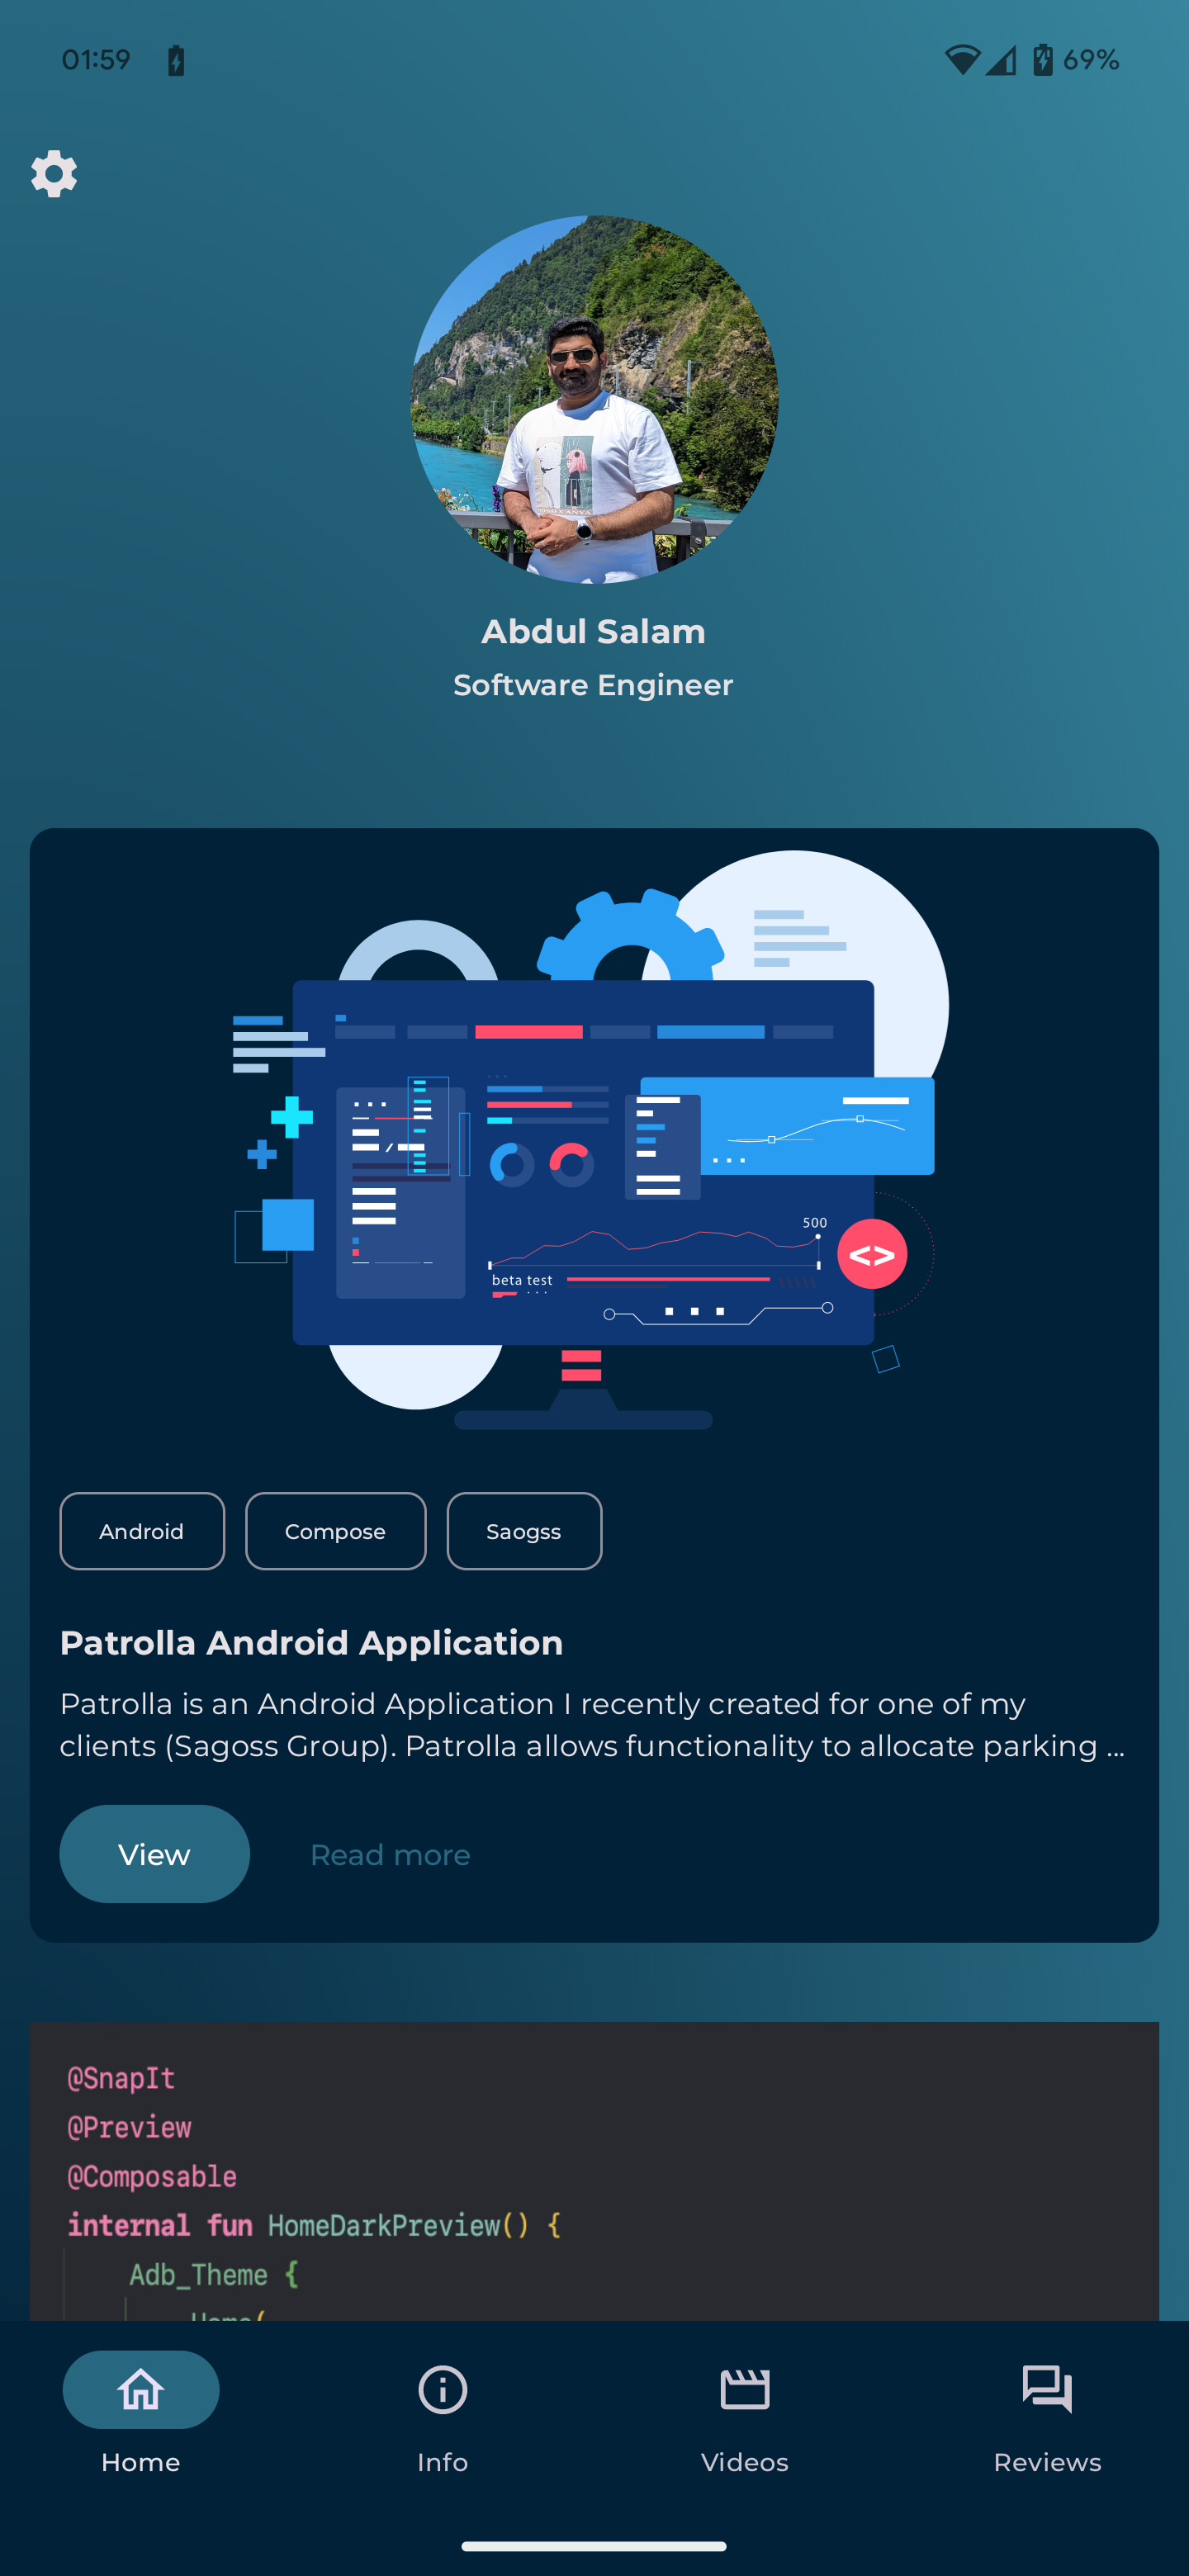 01:59
69%
Abdul Salam
Software Engineer
<>
500
beta test
Android
Compose
Saogss
Patrolla Android Application
Patrolla is an Android Application I recently created for one of my
clients (Sagoss Group). Patrolla allows functionality to allocate parking ...
View
Read more
@SnapIt
@Preview
@Composable
internal fun HomeDarkPreview() {
Adb_Theme {
Home(
Home
Info
Videos
Reviews